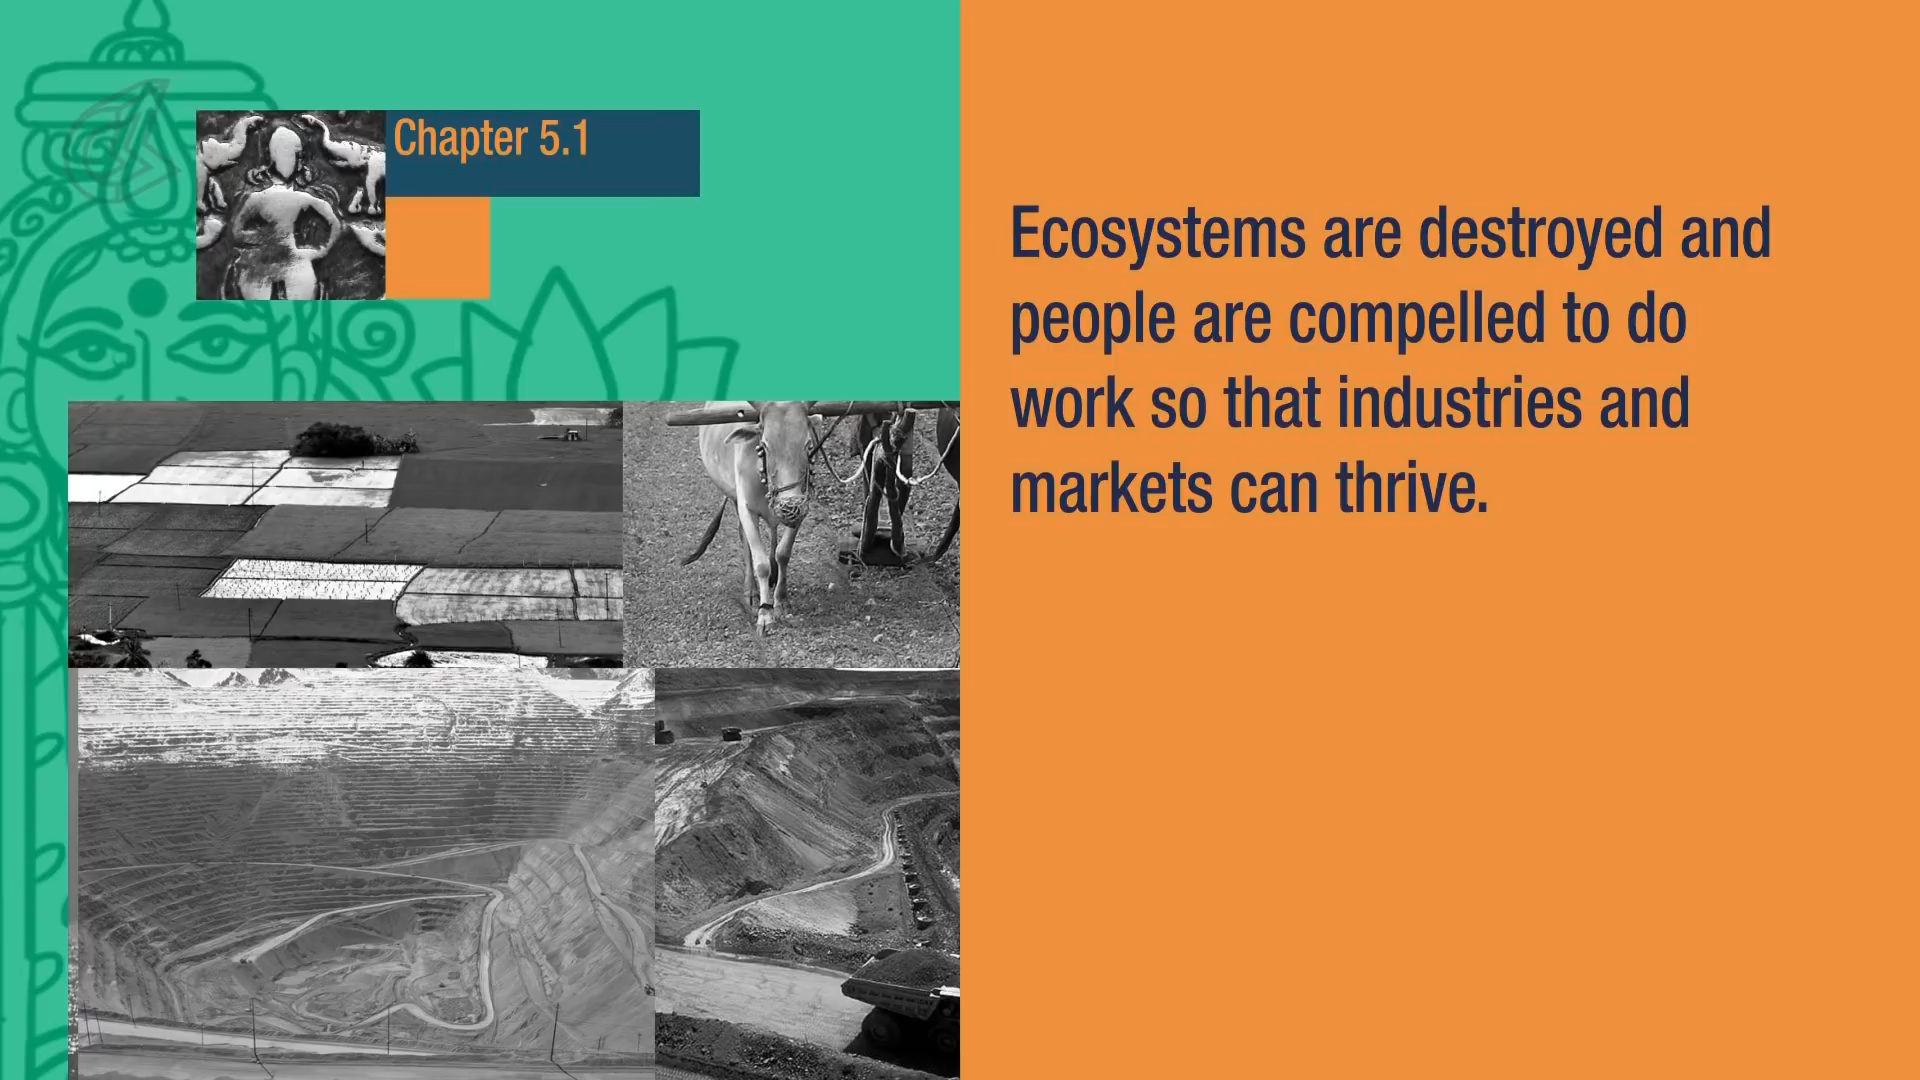 Chapter 5.1
Ecosystems are destroyed and
people are compelled to do
work so that industries and
markets can thrive.